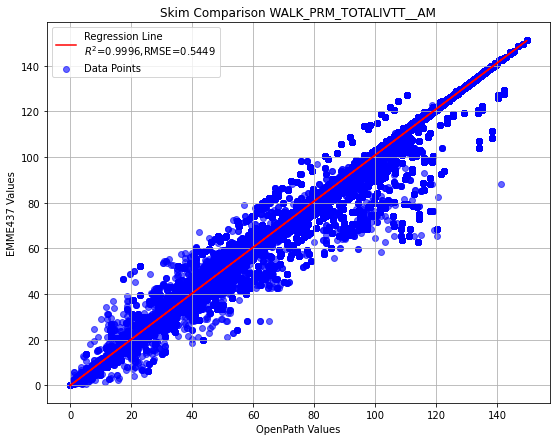 Skim Comparison WALK_PRM_TOTALIVTT__AM
Regression Line
R²=0.9996,RMSE=0.5449
Data Points
EMME437 Values
140
120
100
80
60
40
20
0
0 20 40 60 80 100 120 140
OpenPath Values